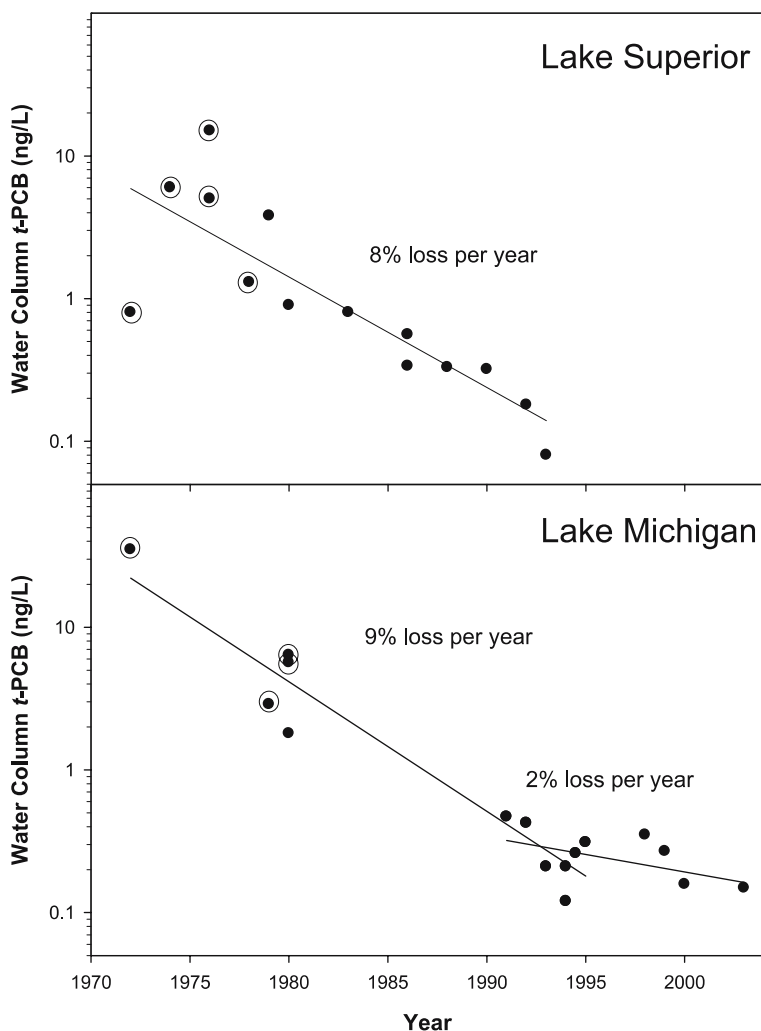 Lake Superior
Water Column t-PCB (ng/L)
10
1
0.1
8% loss per year
Lake Michigan
Water Column t-PCB (ng/L)
10
1
0.1
9% loss per year
2% loss per year
1970 1975 1980 1985 1990 1995 2000
Year